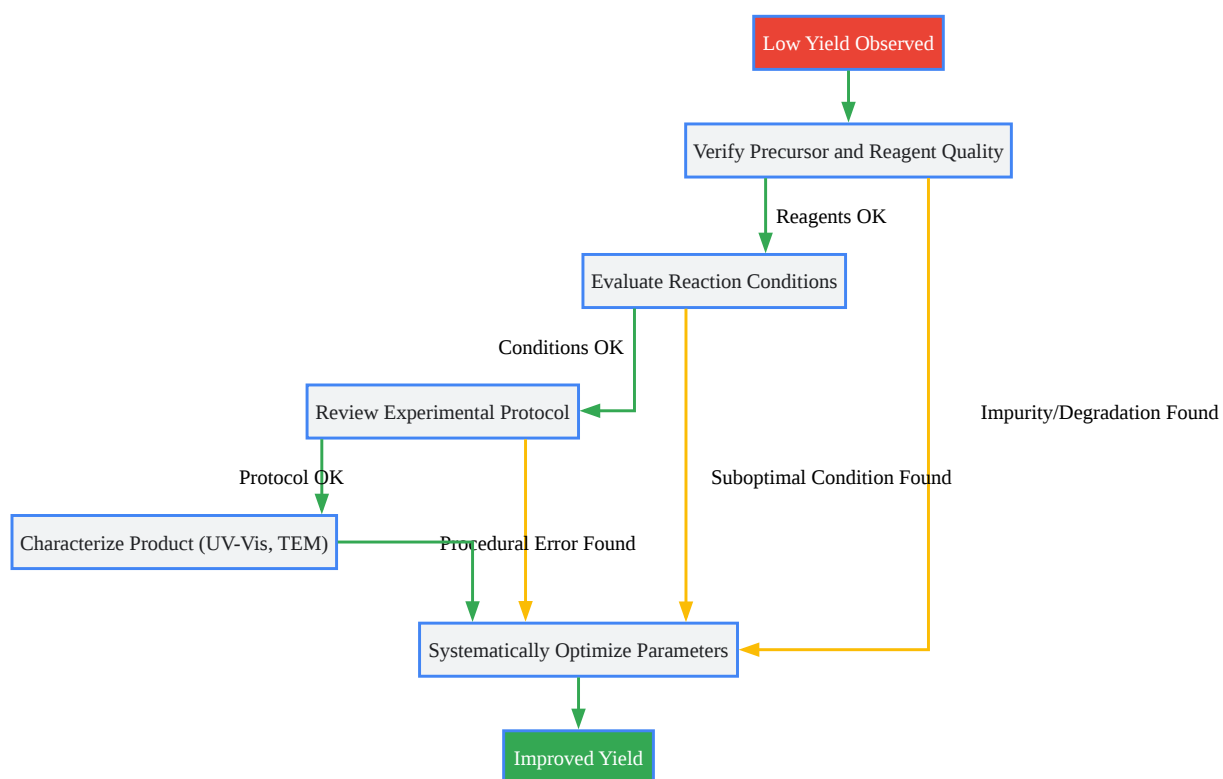 Low Yield Observed
Verify Precursor and Reagent Quality
Reagents OK
Evaluate Reaction Conditions
Conditions OK
Review Experimental Protocol
Impurity/Degradation Found
Protocol OK
Suboptimal Condition Found
Characterize Product (UV-Vis, TEM)
Procedural Error Found
Systematically Optimize Parameters
Improved Yield